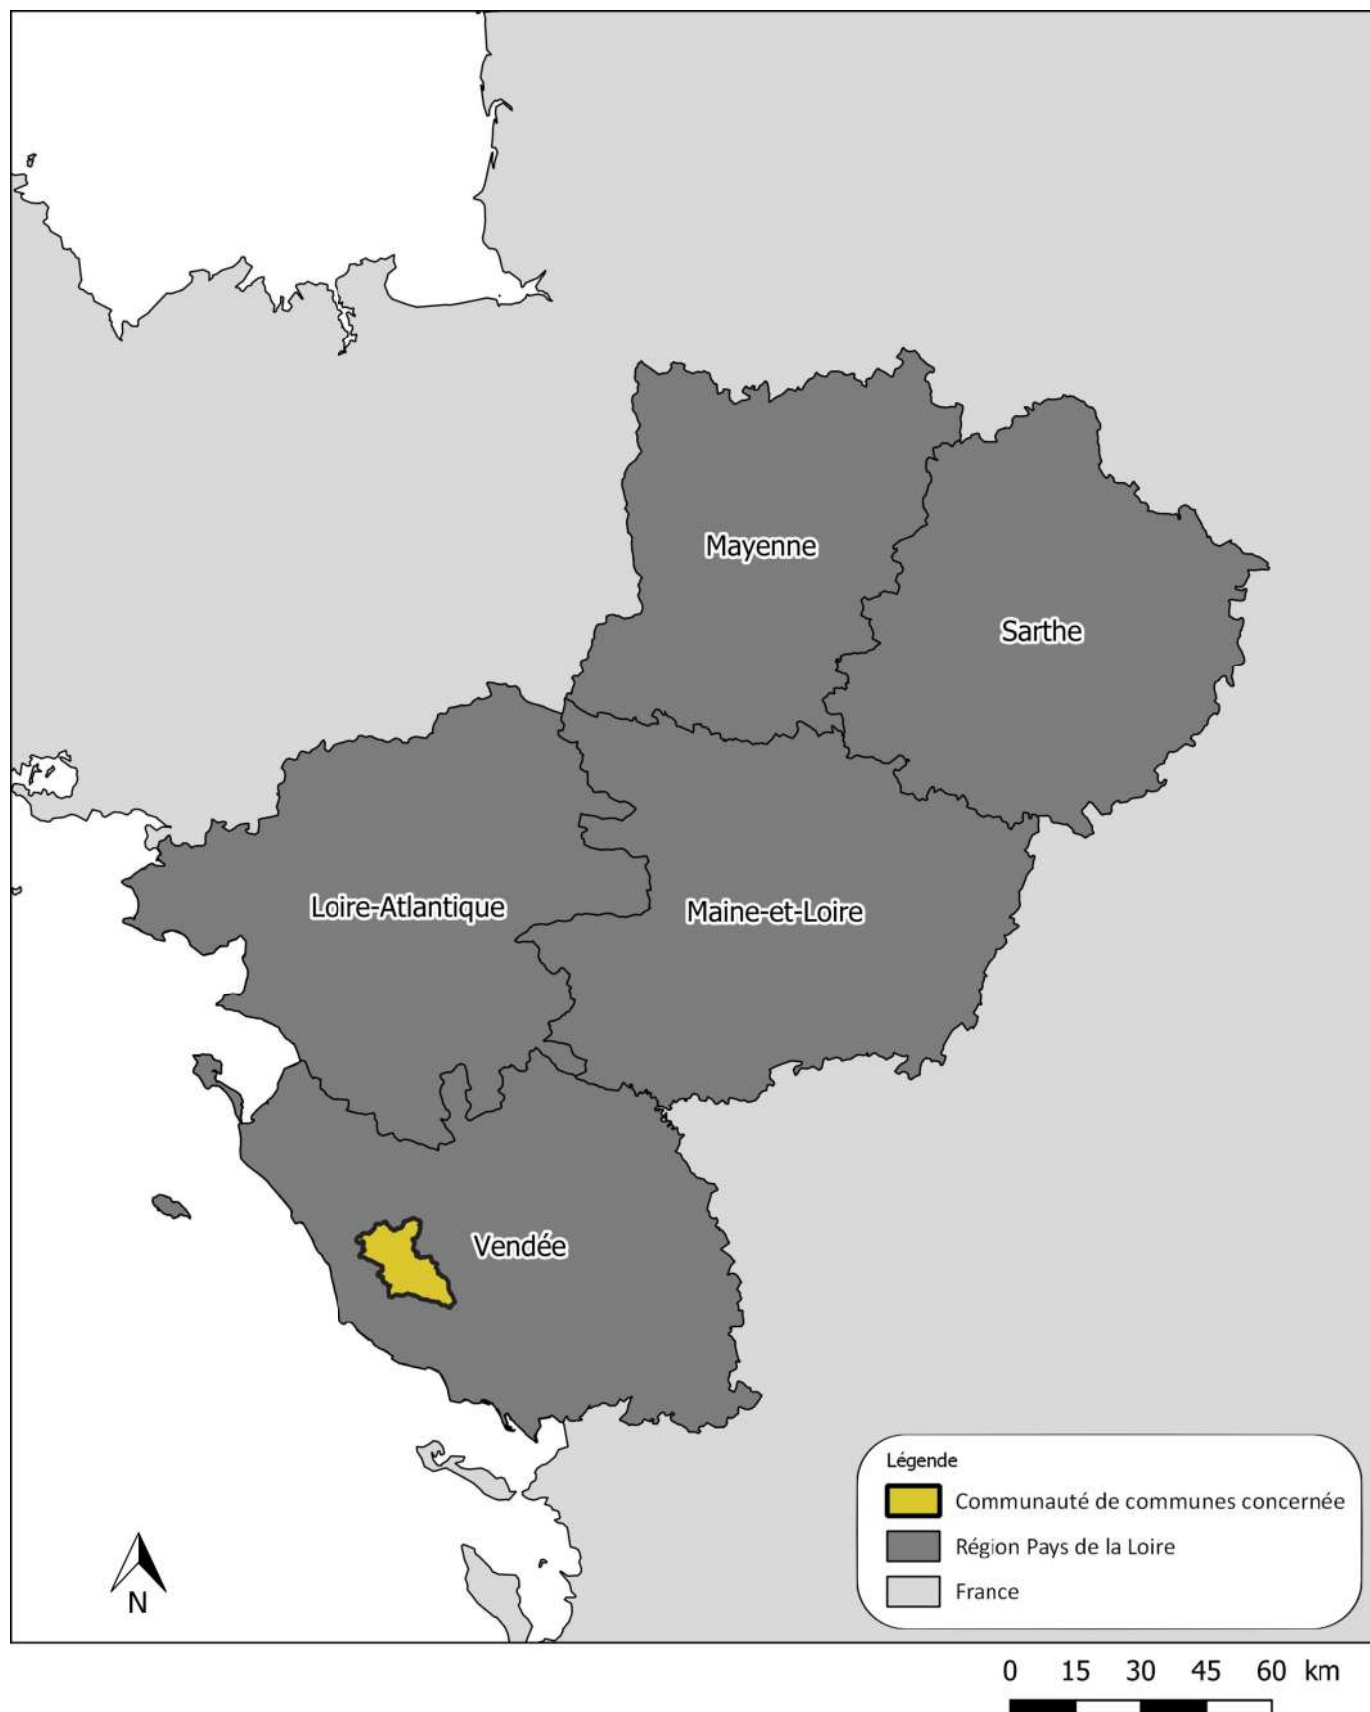 Mayenne
Sarthe
Loire-Atlantique
Maine-et-Loire
Vendée
Légende
Communauté de communes concernée
Région Pays de la Loire
France
N
0 15 30 45 60 km